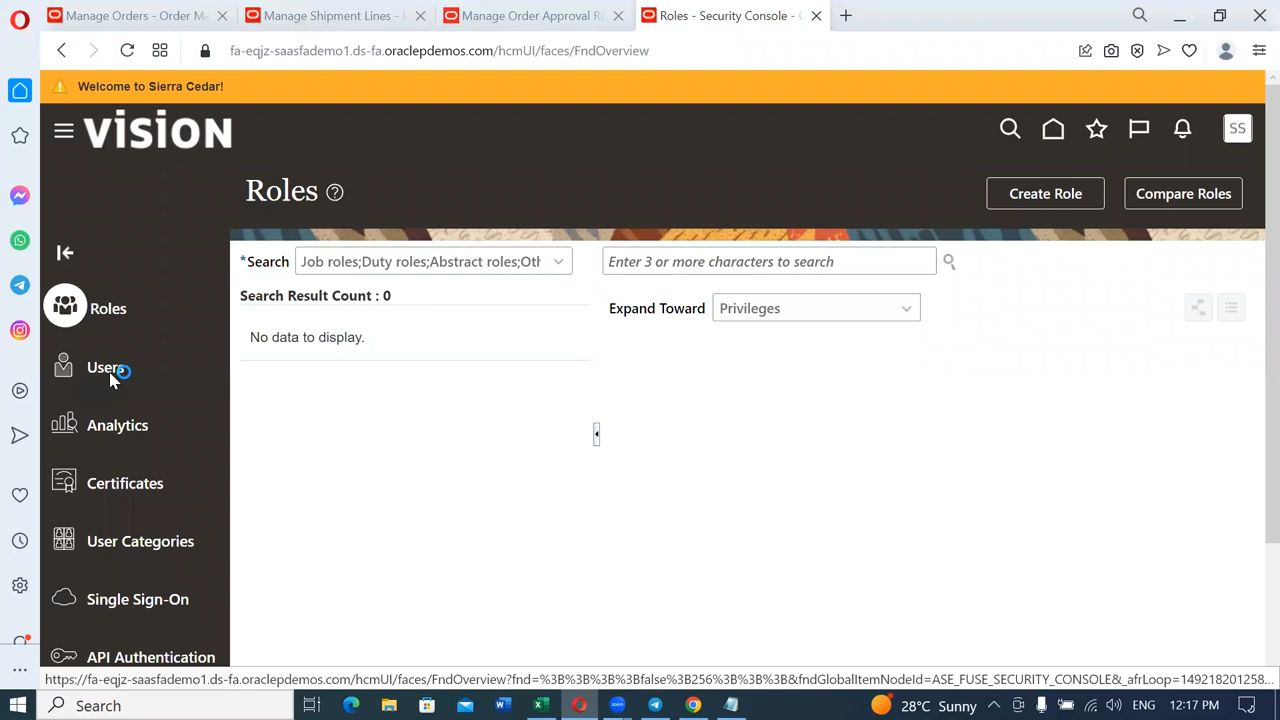 Manage Orders - Order M
Manage Shipment Lines -
Manage Order Approval R
Roles - Security Console -
fa-eqjz-saasfademo1.ds-fa.oraclepdemos.com/hcmUI/faces/FndOverview
Welcome to Sierra Cedar!
VISION
SS
Roles
Create Role
Compare Roles
*Search
Job roles;Duty roles;Abstract roles;Oth
Enter 3 or more characters to search
Search Result Count : 0
Expand Toward
Privileges
No data to display.
Roles
Users
Analytics
Certificates
User Categories
Single Sign-On
API Authentication
https://fa-eqjz-saasfademo1.ds-fa.oraclepdemos.com/hcmUI/faces/FndOverview?fnd=%3B%3B%3B%3Bfalse%3B256%3B%3B%3B&fndGlobalItemNodeId=ASE_FUSE_SECURITY_CONSOLE&_afrLoop=149218201258...
Search
28°C Sunny
ENG
12:17 PM